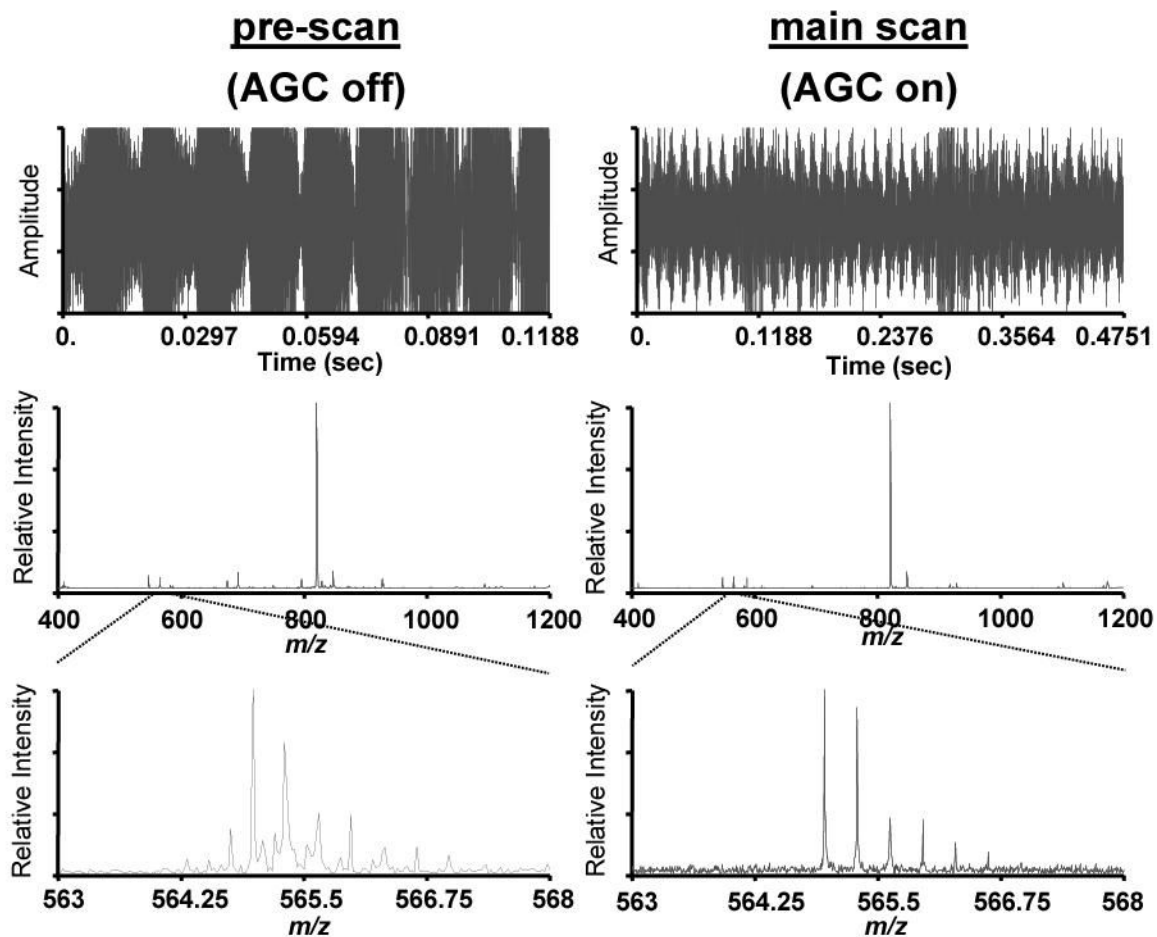 pre-scan
(AGC off)
Amplitude
0. 0.0297 0.0594 0.0891 0.1188
Time (sec)
Relative Intensity
400 600 800 1000 1200
m/z
Relative Intensity
563 564.25 565.5 566.75 568
m/z
main scan
(AGC on)
Amplitude
0. 0.1188 0.2376 0.3564 0.4751
Time (sec)
Relative Intensity
400 600 800 1000 1200
m/z
Relative Intensity
563 564.25 565.5 566.75 568
m/z